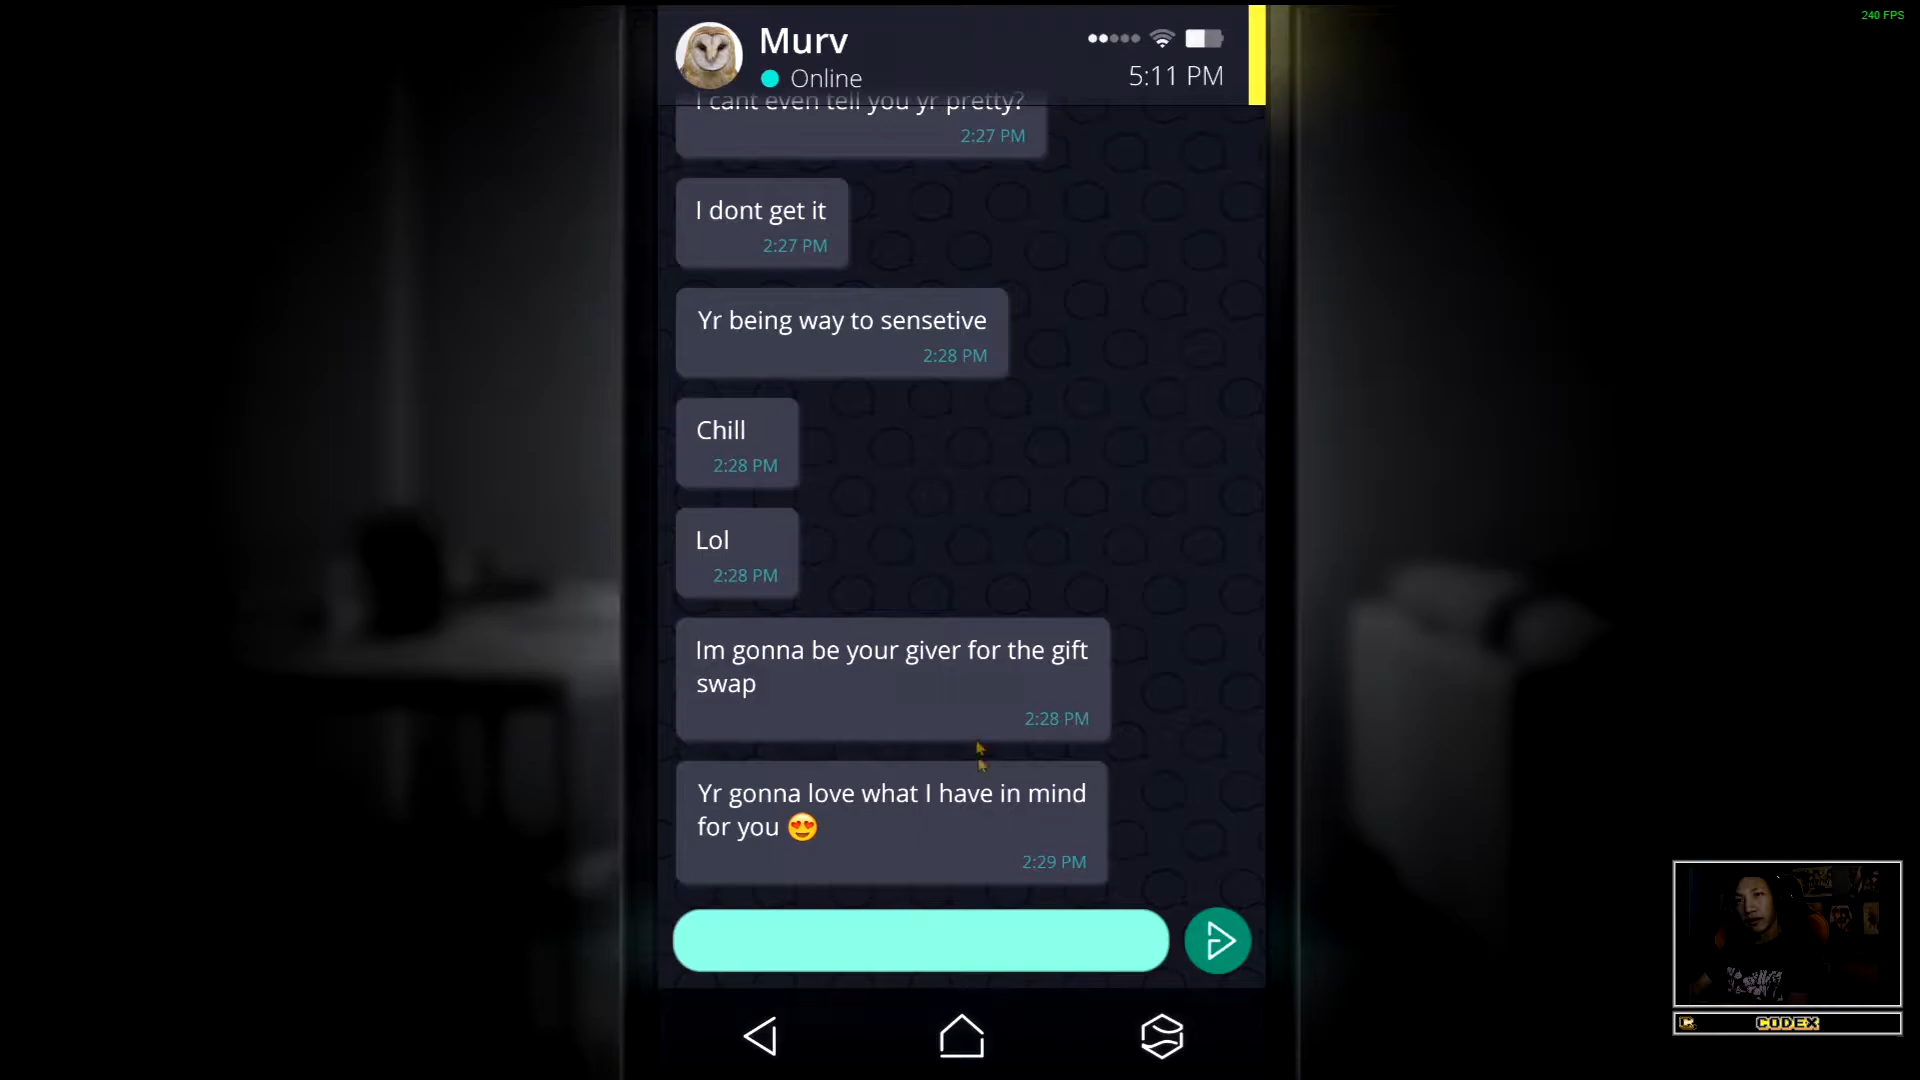 240 FPS
Murv
Online
5:11 PM
I cant even tell you yr pretty?
2:27 PM
I dont get it
2:27 PM
Yr being way to sensetive
2:28 PM
Chill
2:28 PM
Lol
2:28 PM
Im gonna be your giver for the gift
swap
2:28 PM
Yr gonna love what I have in mind
for you 😍
2:29 PM
CODEX